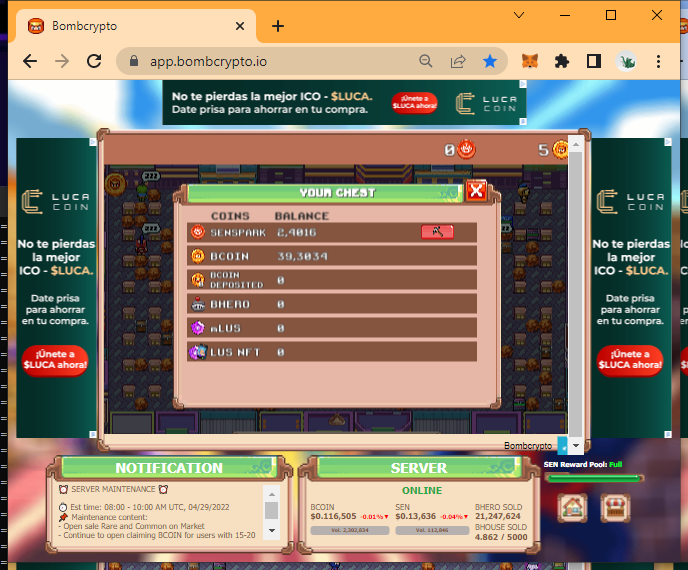 Bombcrypto
app.bombcrypto.io
No te pierdas la mejor ICO - $LUCA.
Date prisa para ahorrar en tu compra.
¡Únete a
$LUCA ahora!
LUCA
COIN
0
5
LUCA
COIN
No te pierdas
la mejor
ICO - $LUCA.
Date prisa
para ahorrar
en tu compra.
¡Únete a
$LUCA ahora!
zzz
YOUR CHEST
COINS BALANCE
SENSPARK 2,4016
BCOIN 39,3034
BCOIN
DEPOSITED 0
BHERO 0
mLUS 0
LUS NFT 0
LUCA
COIN
No te pierdas
la mejor
ICO - $LUCA.
Date prisa
para ahorrar
en tu compra.
¡Únete a
$LUCA ahora!
Bombcrypto
NOTIFICATION
SERVER MAINTENANCE
Est time: 08:00 - 10:00 AM UTC, 04/29/2022
Maintenance content:
- Open sale Rare and Common on Market
- Continue to open claiming BCOIN for users with 15-20
SERVER
ONLINE
BCOIN
$0.116,505 -0.01%▼
SEN
$0.13,636 -0.04%▼
BHERO SOLD
21,247,624
BHOUSE SOLD
4.862 / 5000
SEN Reward Pool: Full